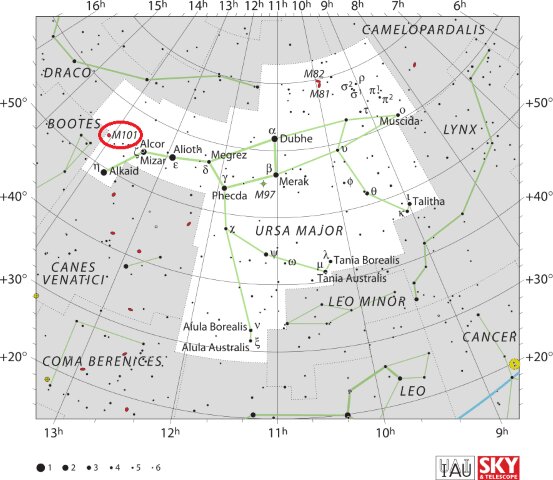 16h 15h 14h 13h 12h 11h 10h 9h 8h 7h
CAMELOPARDALIS
DRACO
M82
M81
σ² ρ
σ¹ π¹
π²
+50°
+50°
τ
ο
Muscida
BOOTES
M101
LYNX
α
Dubhe
Alcor
ζ
Mizar
Alioth
ε
Megrez
δ
υ
η
Alkaid
γ
Phecda
β
Merak
M97
φ
θ
+40°
+40°
ι
Talitha
κ
χ
URSA MAJOR
ψ
ω
λ
Tania Borealis
μ
Tania Australis
CANES
VENATICI
+30°
+30°
LEO MINOR
Alula Borealis
ν
Alula Australis
ξ
CANCER
COMA BERENICES
+20°
+20°
LEO
13h 12h 11h 10h 9h
1 2 3 4 5 6
IAU
SKY
& TELESCOPE